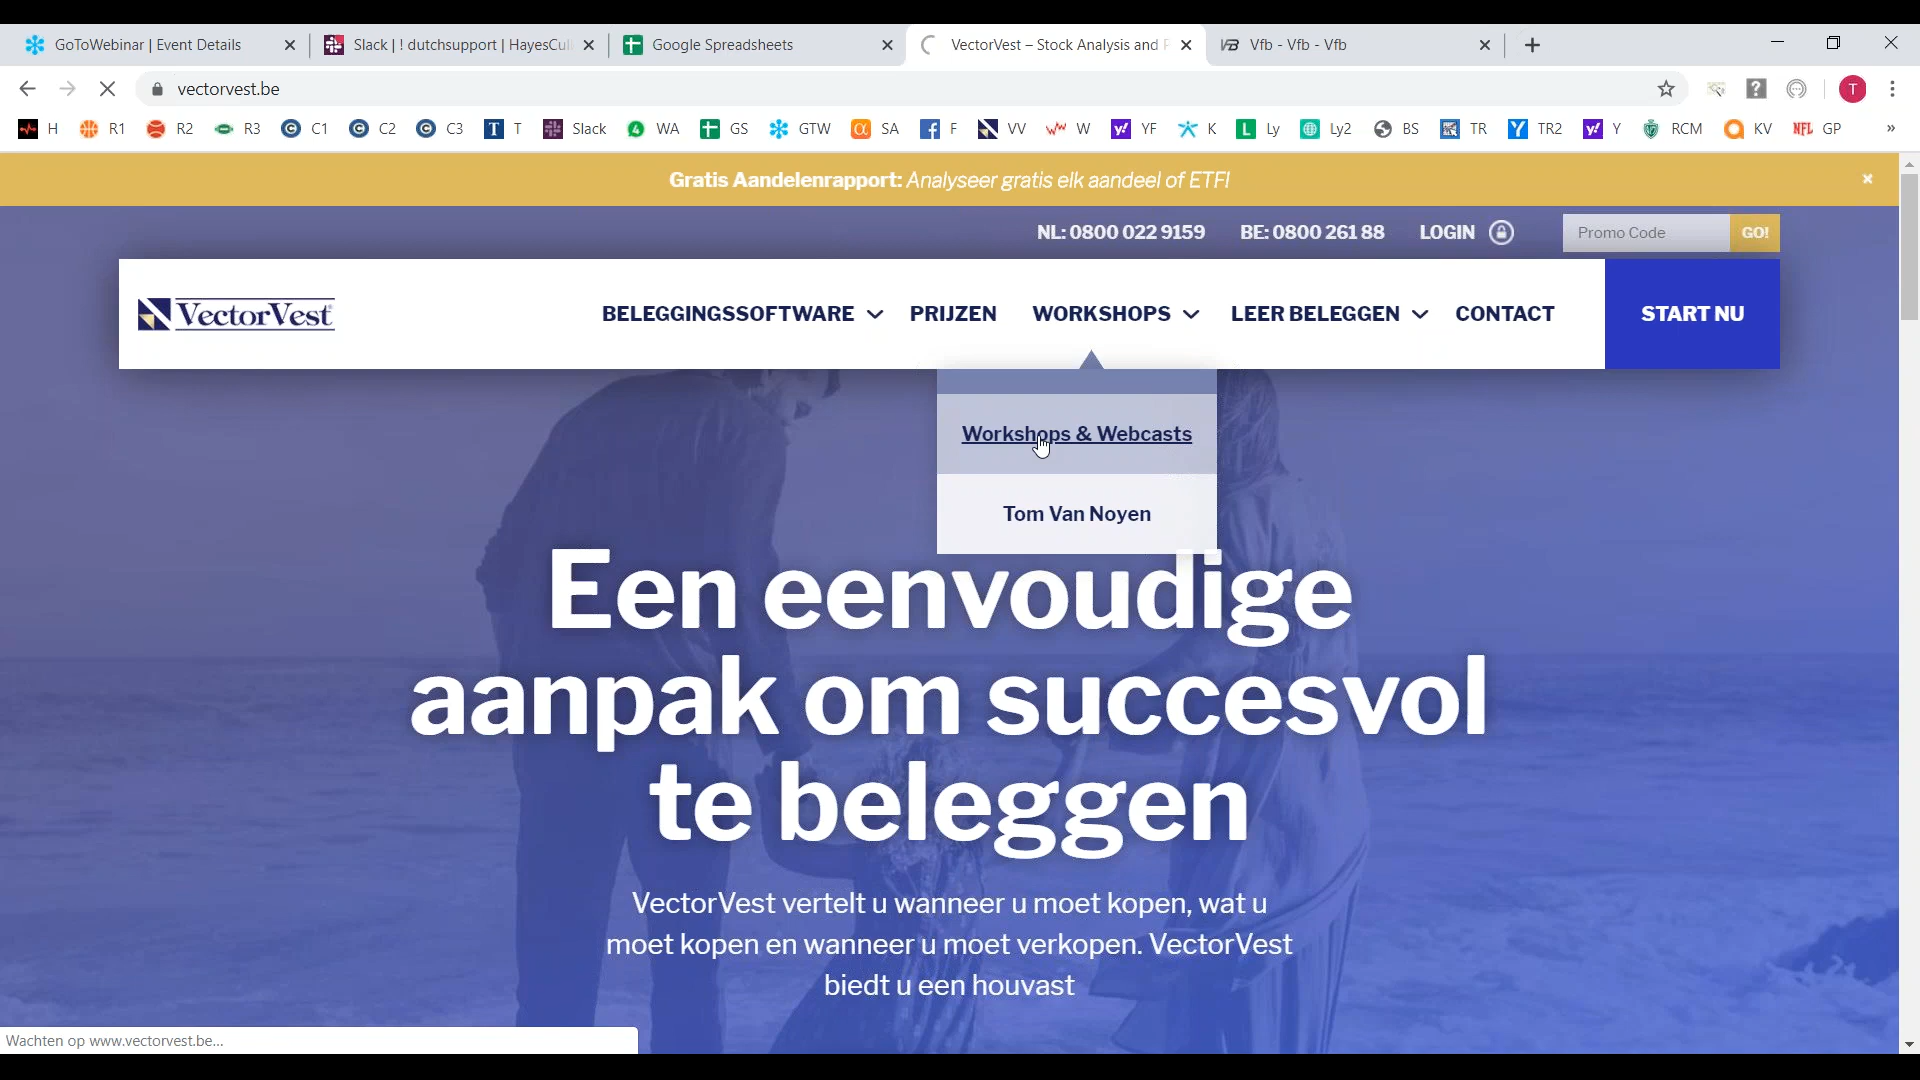 GoToWebinar | Event Details
Slack | ! dutchsupport | HayesCul
Google Spreadsheets
VectorVest – Stock Analysis and
Vfb - Vfb - Vfb
vectorvest.be
T
H R1 R2 R3 C1 C2 C3 T Slack WA GS GTW SA F VV W YF K Ly Ly2 BS TR TR2 Y RCM KV GP »
Gratis Aandelenrapport: Analyseer gratis elk aandeel of ETF!
NL: 0800 022 9159 BE: 0800 261 88 LOGIN Promo Code GO!
VectorVest
BELEGGINGSSOFTWARE PRIJZEN WORKSHOPS LEER BELEGGEN CONTACT START NU
Workshops & Webcasts
Tom Van Noyen
Een eenvoudige
aanpak om succesvol
te beleggen
VectorVest vertelt u wanneer u moet kopen, wat u
moet kopen en wanneer u moet verkopen. VectorVest
biedt u een houvast
Wachten op www.vectorvest.be...